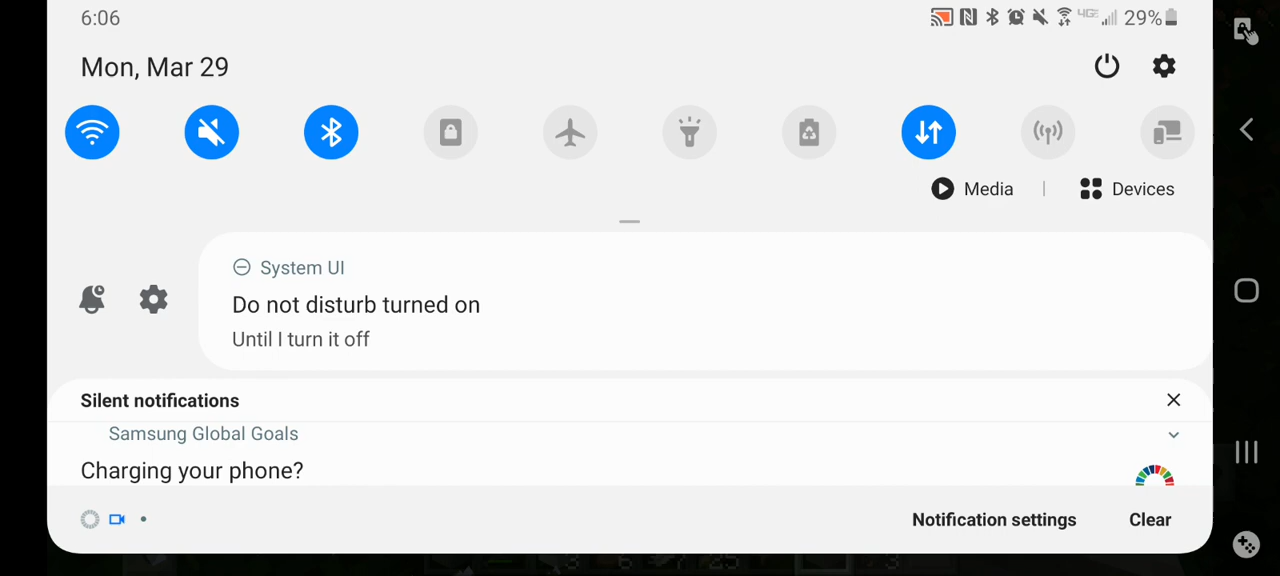 6:06
4GE 29%
Mon, Mar 29
Media | Devices
System UI
Do not disturb turned on
Until I turn it off
Silent notifications
Samsung Global Goals
Charging your phone?
Notification settings Clear